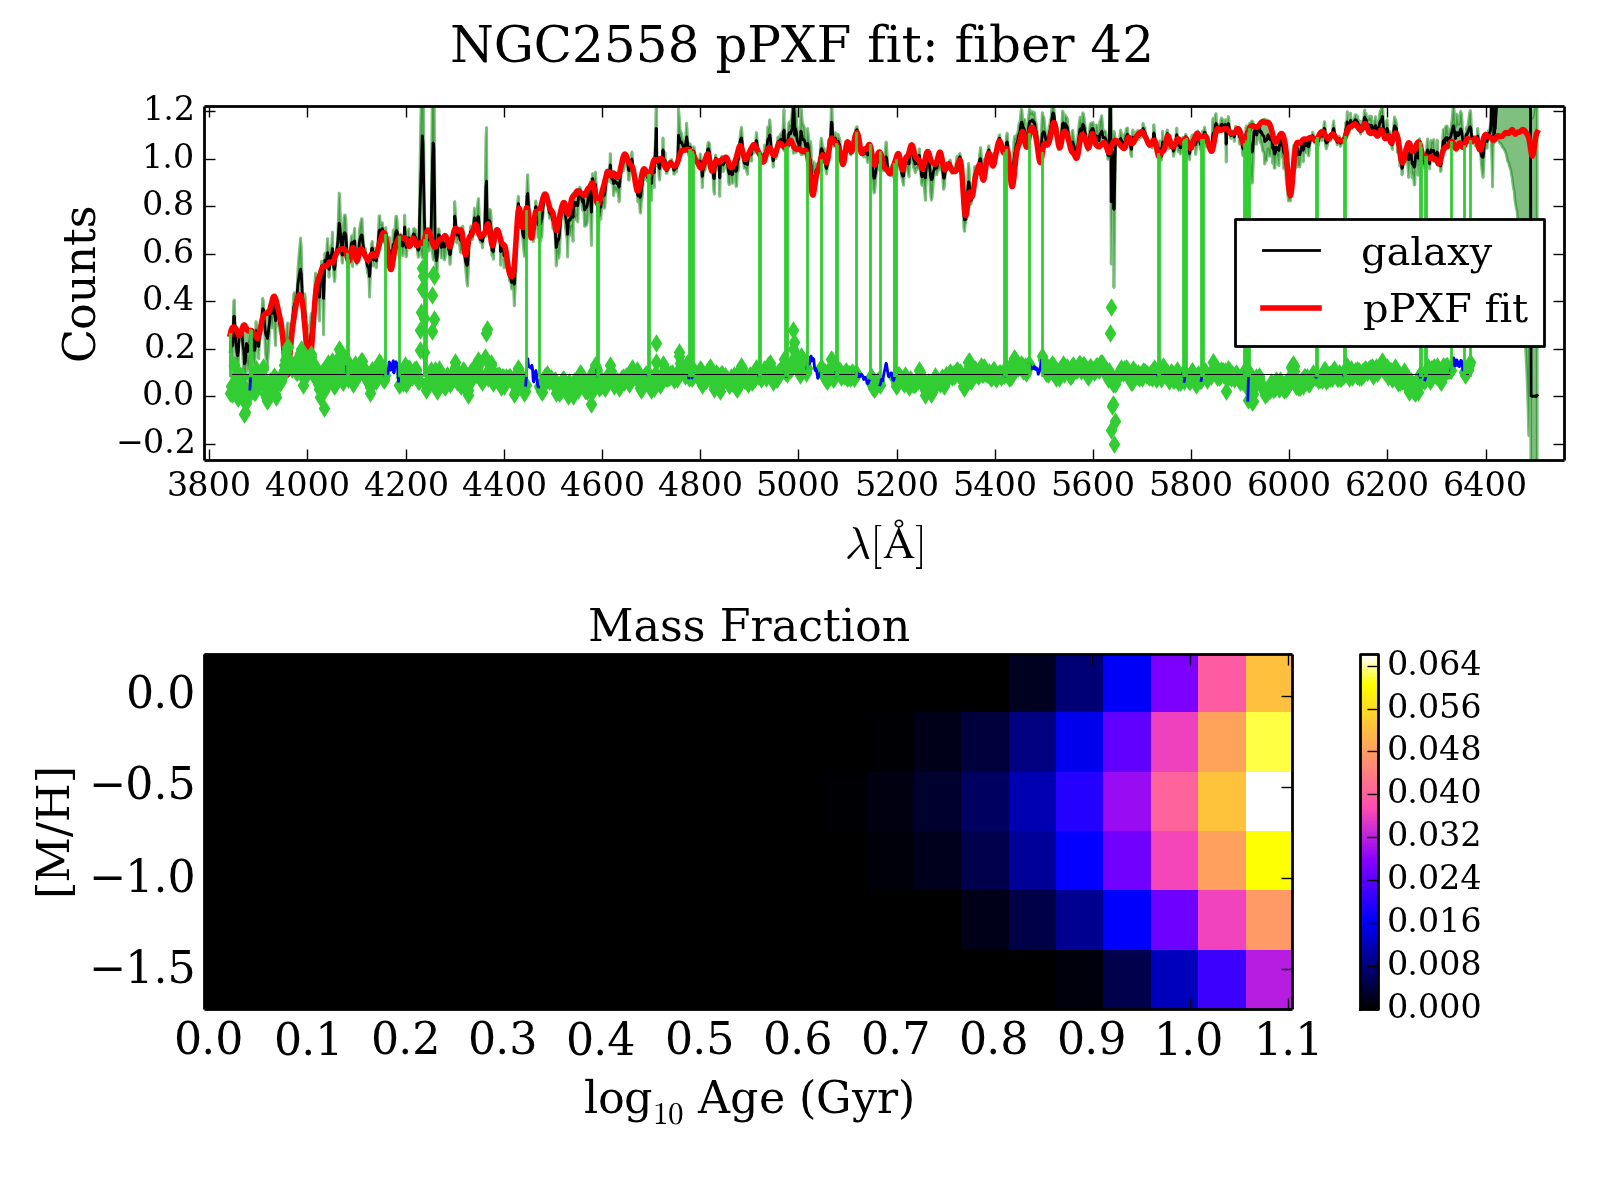 NGC2558 pPXF fit: fiber 42
1.2
1.0
0.8
0.6
0.4
0.2
0.0
−0.2
Counts
galaxy
pPXF fit
3800 4000 4200 4400 4600 4800 5000 5200 5400 5600 5800 6000 6200 6400
λ[Å]
Mass Fraction
0.0
−0.5
−1.0
−1.5
[M/H]
0.064
0.056
0.048
0.040
0.032
0.024
0.016
0.008
0.000
0.0 0.1 0.2 0.3 0.4 0.5 0.6 0.7 0.8 0.9 1.0 1.1
log₁₀ Age (Gyr)